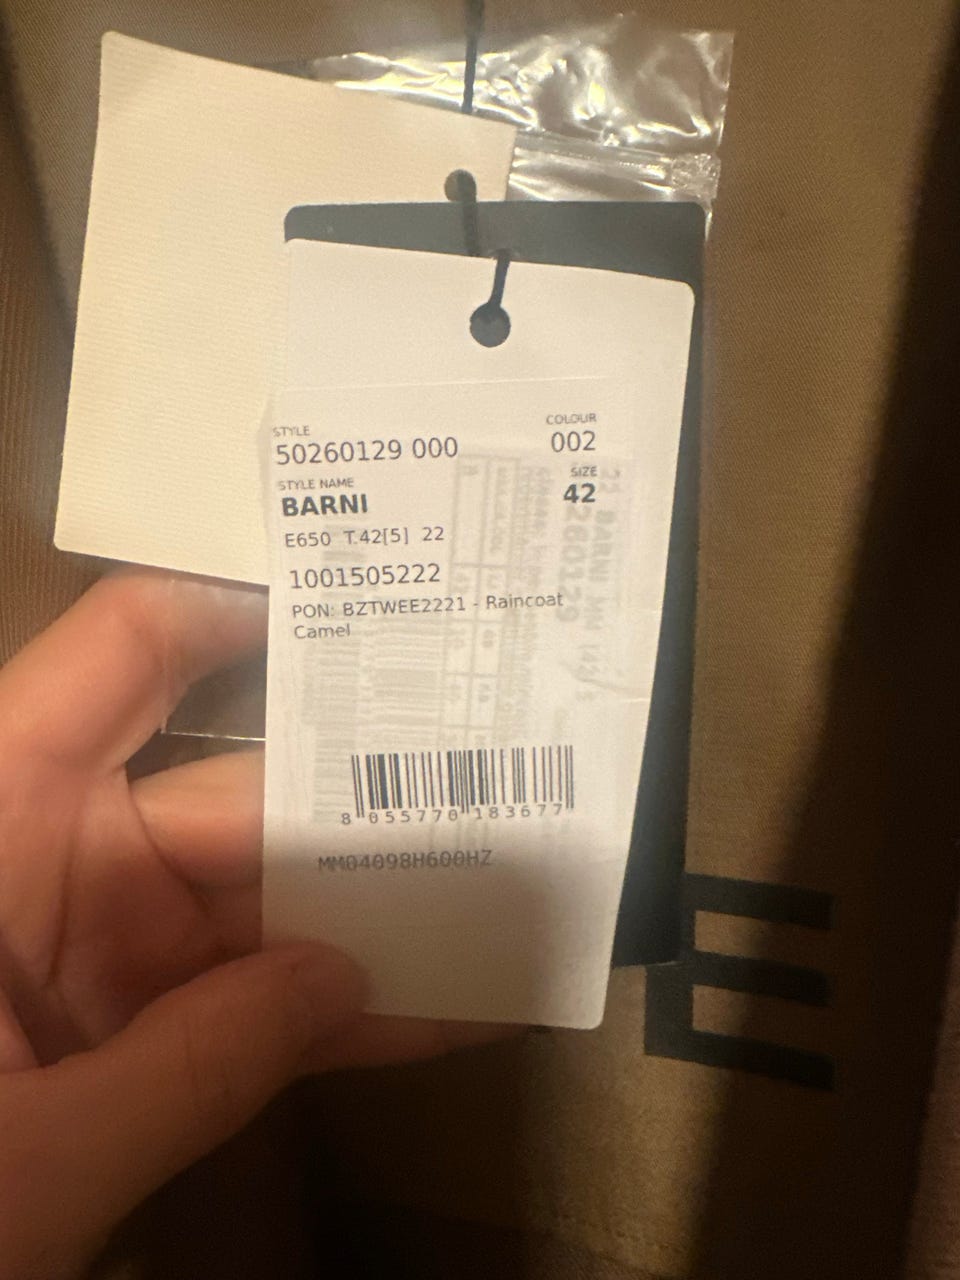 STYLE
50260129 000
COLOUR
002
STYLE NAME
BARNI
SIZE
42
E650 T.42[5] 22
1001505222
PON: BZTWEE2221 - Raincoat
Camel
8 055770 183677
MM04098H600HZ
E